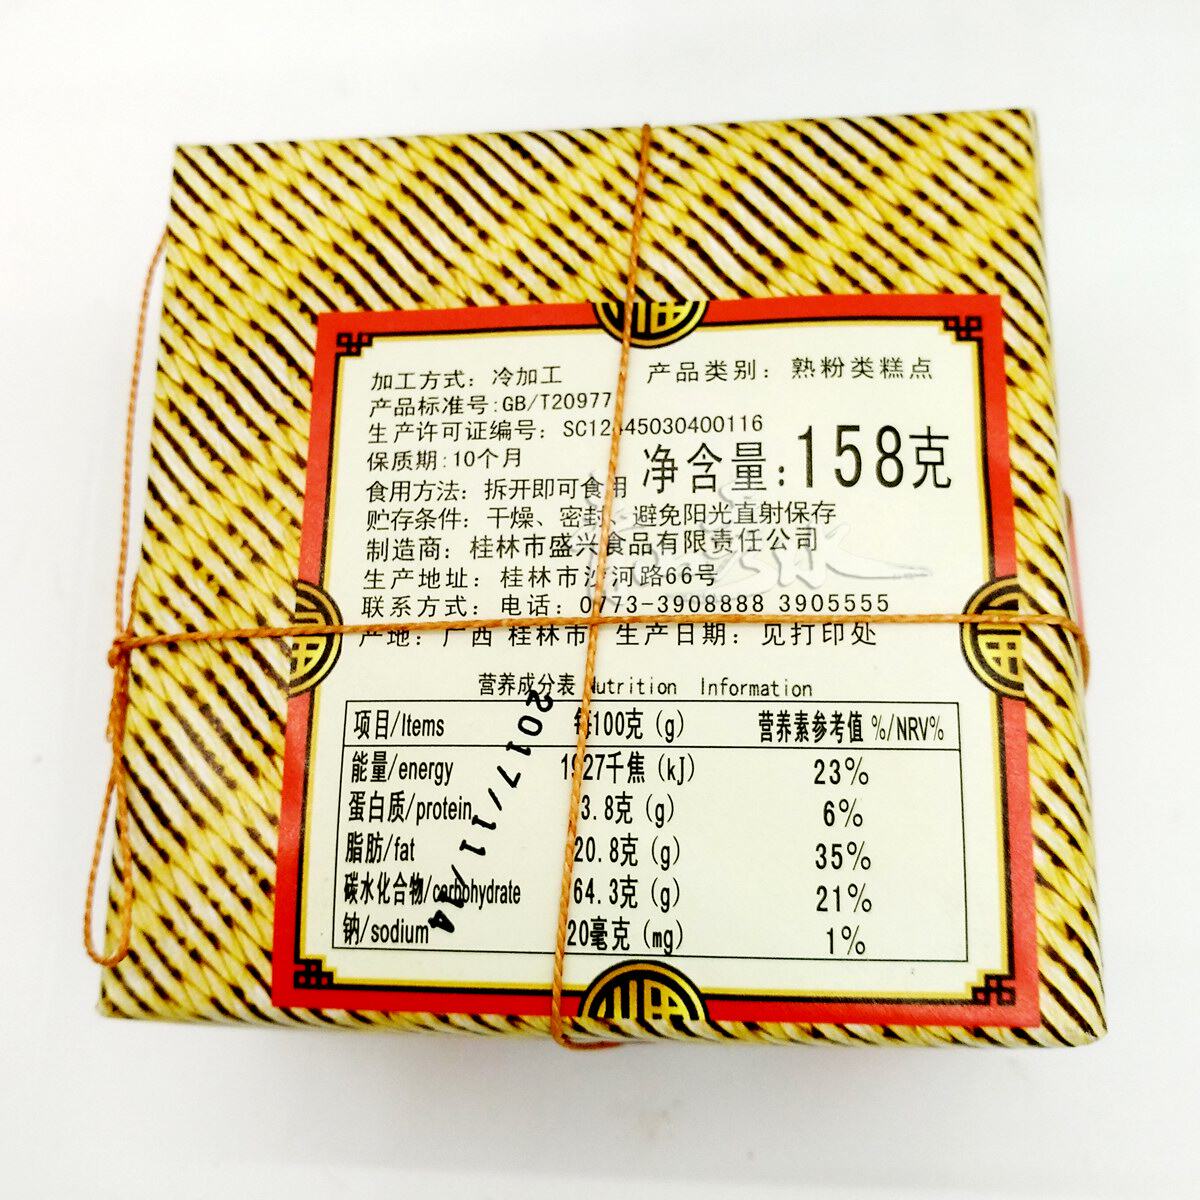 加工方式：冷加工 产品类别：熟粉类糕点
产品标准号:GB/T20977
生产许可证编号：SC12445030400116
保质期:10个月 净含量:158克
食用方法：拆开即可食用
贮存条件：干燥、密封、避免阳光直射保存
制造商：桂林市盛兴食品有限责任公司
生产地址：桂林市沙河路66号
联系方式：电话：0773-3908888 3905555
产地：广西 桂林市 生产日期：见打印处
营养成分表 Nutrition Information
项目/Items 每100克（g） 营养素参考值 %/NRV%
能量/energy 1927千焦（kJ） 23%
蛋白质/protein 3.8克（g） 6%
脂肪/fat 20.8克（g） 35%
碳水化合物/carbohydrate 64.3克（g） 21%
钠/sodium 20毫克（mg） 1%
2017/11/14